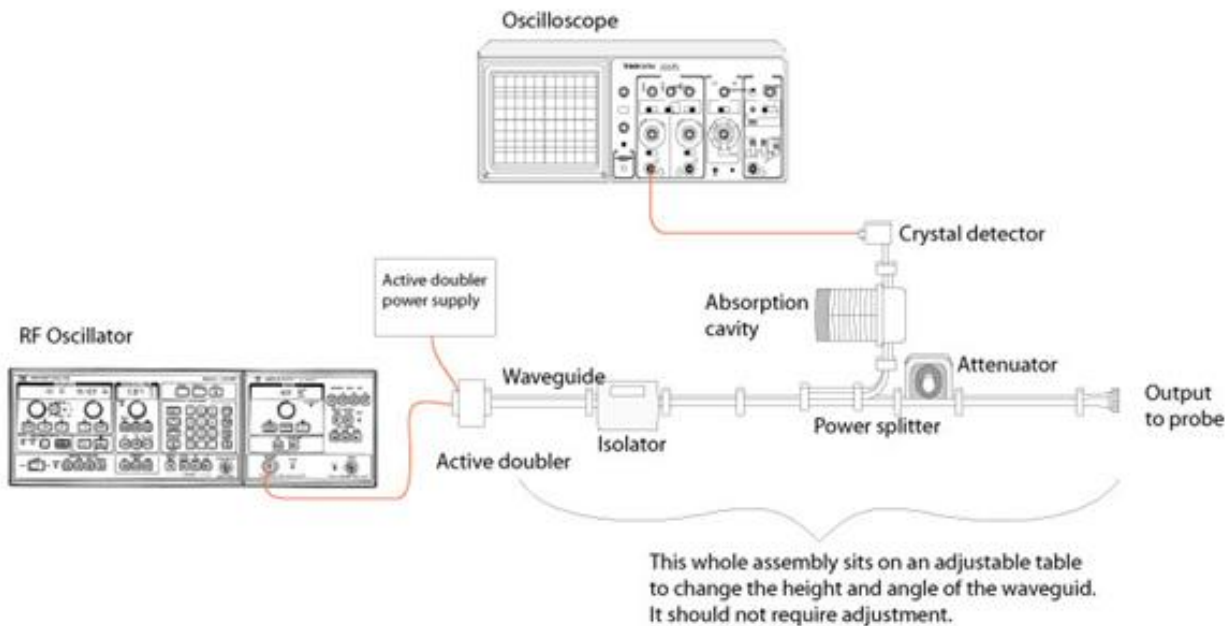 Oscilloscope
Crystal detector
Active doubler
power supply
Absorption
cavity
RF Oscillator
Attenuator
Waveguide
Output
to probe
Isolator
Power splitter
Active doubler
This whole assembly sits on an adjustable table
to change the height and angle of the waveguid.
It should not require adjustment.